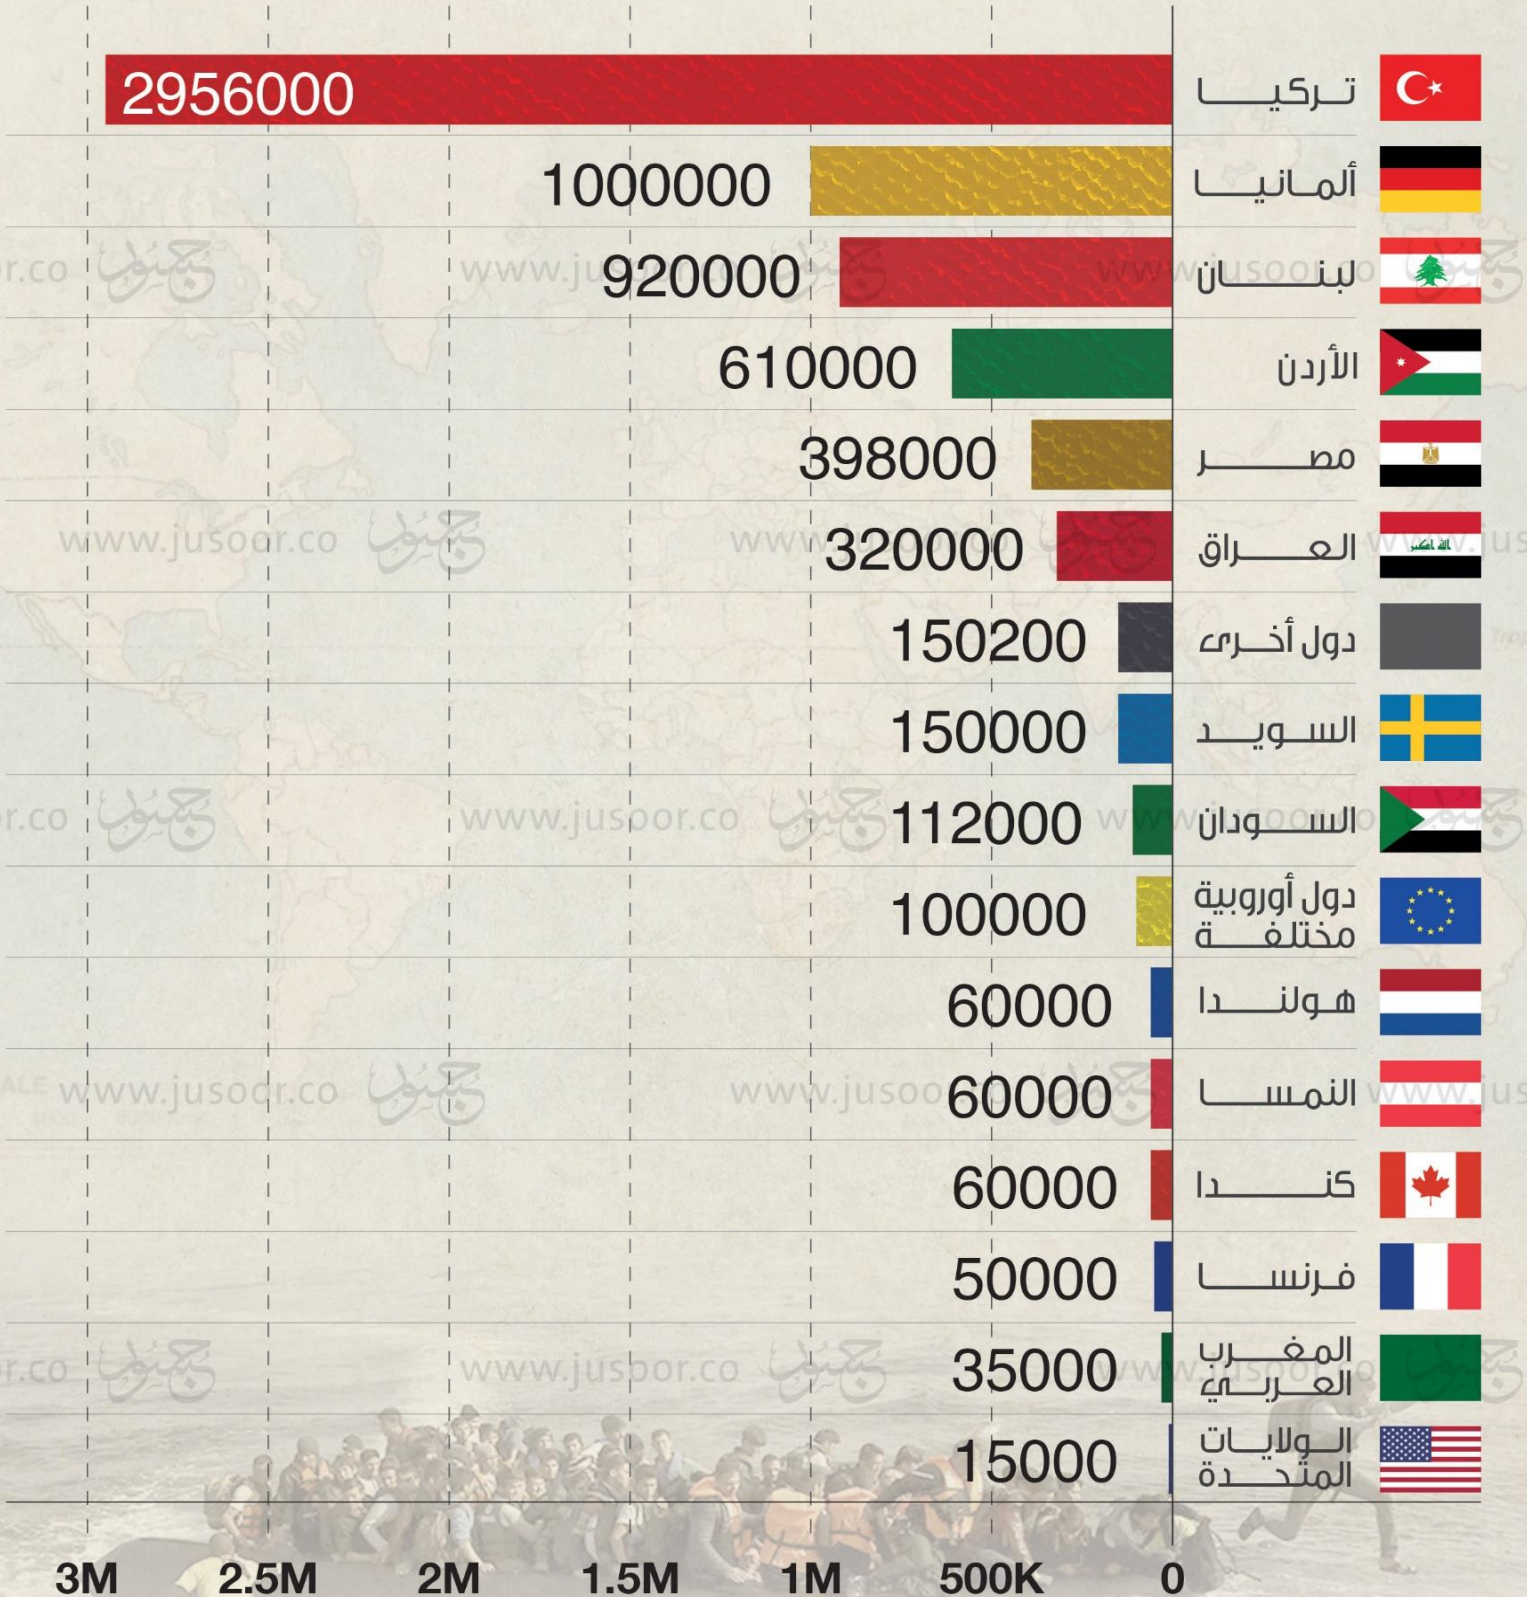 تركيا 2956000
ألمانيا 1000000
لبنان 920000
الأردن 610000
مصر 398000
العراق 320000
دول أخرى 150200
السويد 150000
السودان 112000
دول أوروبية
مختلفة 100000
هولندا 60000
النمسا 60000
كندا 60000
فرنسا 50000
المغرب
العربي 35000
الولايات
المتحدة 15000
3M 2.5M 2M 1.5M 1M 500K 0
www.jusoor.co جسور